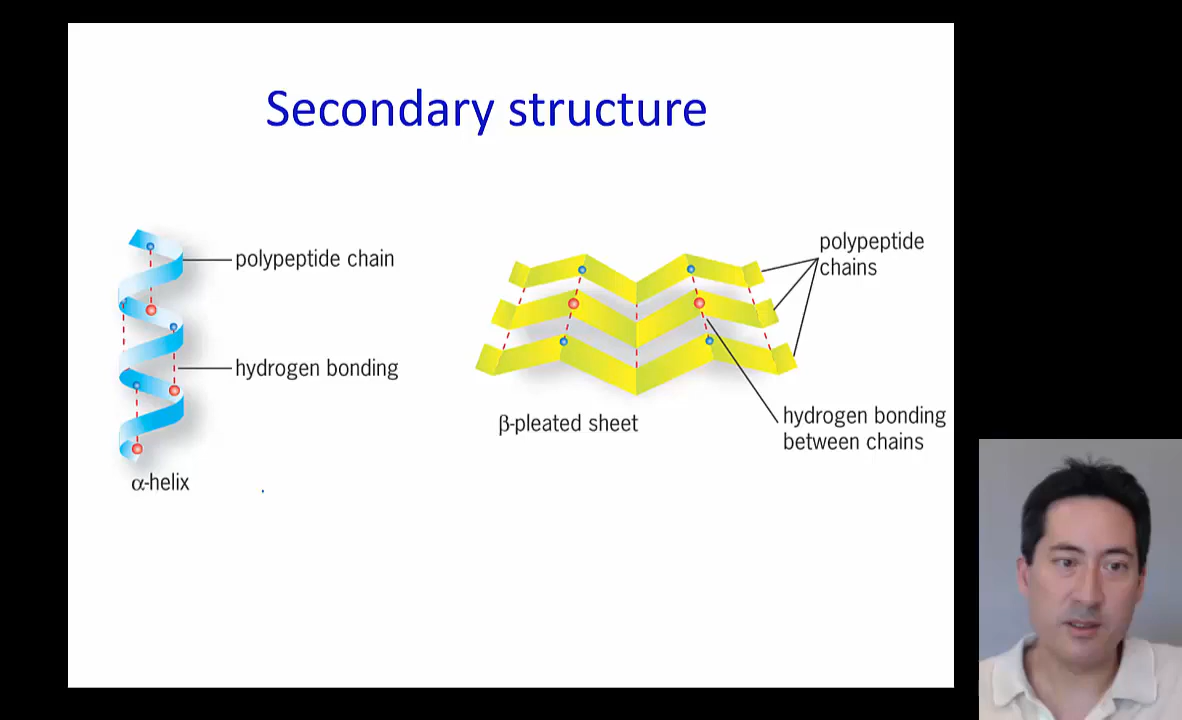 Secondary structure
polypeptide chain
hydrogen bonding
α-helix
polypeptide
chains
β-pleated sheet
hydrogen bonding
between chains